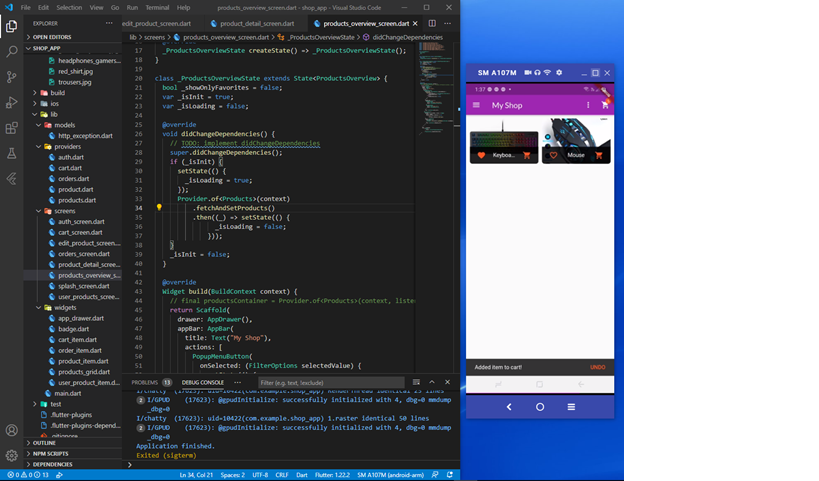 File Edit Selection View Go Run Terminal Help products_overview_screen.dart - shop_app - Visual Studio Code
EXPLORER
OPEN EDITORS
SHOP_APP
headphones_gamers...
red_shirt.jpg
trousers.jpg
build
ios
lib
models
http_exception.dart
providers
auth.dart
cart.dart
orders.dart
product.dart
products.dart
screens
auth_screen.dart
cart_screen.dart
edit_product_screen....
orders_screen.dart
product_detail_scree...
products_overview_s...
splash_screen.dart
user_products_scree...
widgets
app_drawer.dart
badge.dart
cart_item.dart
order_item.dart
product_item.dart
products_grid.dart
user_product_item.d...
main.dart
test
.flutter-plugins
.flutter-plugins-depend...
.gitignore
OUTLINE
NPM SCRIPTS
DEPENDENCIES
edit_product_screen.dart product_detail_screen.dart products_overview_screen.dart
lib > screens > products_overview_screen.dart > _ProductsOverviewState > didChangeDependencies
17 _ProductsOverviewState createState() => _ProductsOverviewState();
18 }
19
20 class _ProductsOverviewState extends State<ProductsOverview> {
21 bool _showOnlyFavorites = false;
22 var _isInit = true;
23 var _isLoading = false;
24
25 @override
26 void didChangeDependencies() {
27 // TODO: implement didChangeDependencies
28 super.didChangeDependencies();
29 if (_isInit) {
30 setState(() {
31 _isLoading = true;
32 });
33 Provider.of<Products>(context)
34 .fetchAndSetProducts()
35 .then((_) => setState(() {
36 _isLoading = false;
37 }));
38 }
39 _isInit = false;
40 }
41
42 @override
43 Widget build(BuildContext context) {
44 // final productsContainer = Provider.of<Products>(context, listen
45 return Scaffold(
46 drawer: AppDrawer(),
47 appBar: AppBar(
48 title: Text("My Shop"),
49 actions: [
50 PopupMenuButton(
51 onSelected: (FilterOptions selectedValue) {
PROBLEMS 13 DEBUG CONSOLE ... Filter (e.g. text, !exclude)
I/chatty (17623): uid=10422(com.example.shop_app) RenderThread identical 25 lines
2 I/GPUD (17623): @gpudInitialize: successfully initialized with 4, dbg=0 mmdump
_dbg=0
I/chatty (17623): uid=10422(com.example.shop_app) 1.raster identical 50 lines
2 I/GPUD (17623): @gpudInitialize: successfully initialized with 4, dbg=0 mmdump
_dbg=0
Application finished.
Exited (sigterm)
0 0 13 Ln 34, Col 21 Spaces: 2 UTF-8 CRLF Dart Flutter: 1.22.2 SM A107M (android-arm)
SM A107M
1:37
My Shop
Keyboa...
Mouse
Added item to cart! UNDO